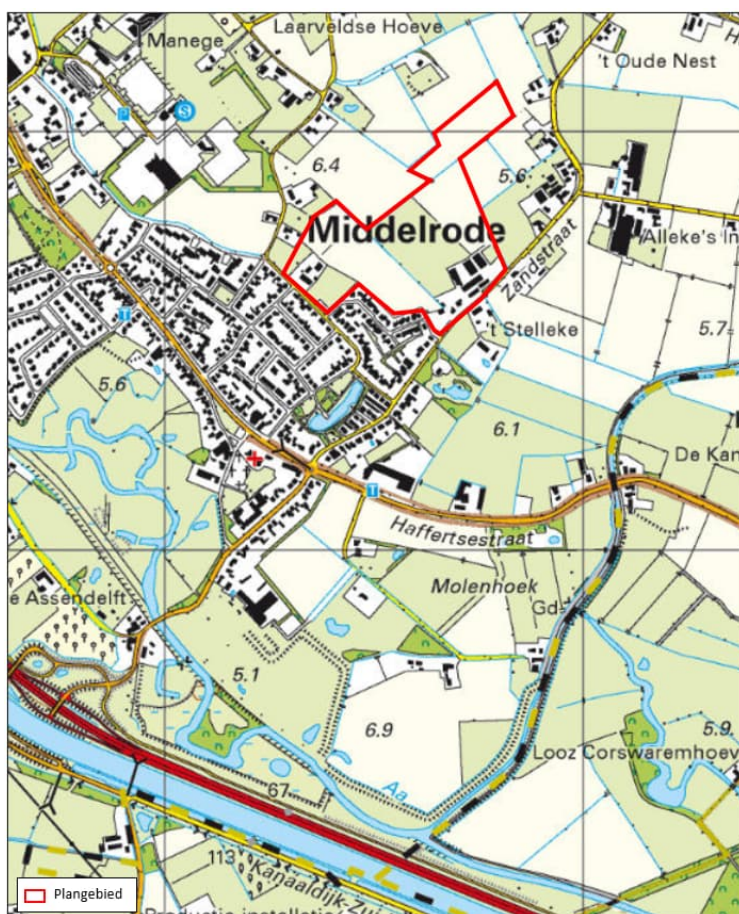 Laarveldse Hoeve
Manege
't Oude Nest
P
S
6.4
5.6
Middelrode
Zandstraat
Alleke's In
't Stelleke
5.7
T
5.6
6.1
De Kan
T
Haffertsestraat
Molenhoek
Gd
e Assendelft
5.1
6.9
5.9
Looz Corswaremhoev
Aa
67
113
Kanaaldijk-Zui
Plangebied
Productie-installatie